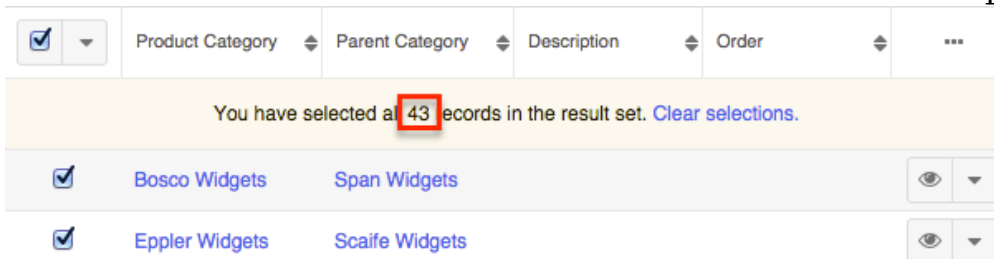 Product Category Parent Category Description Order
You have selected al 43 ecords in the result set. Clear selections.
Bosco Widgets Span Widgets
Eppler Widgets Scaife Widgets